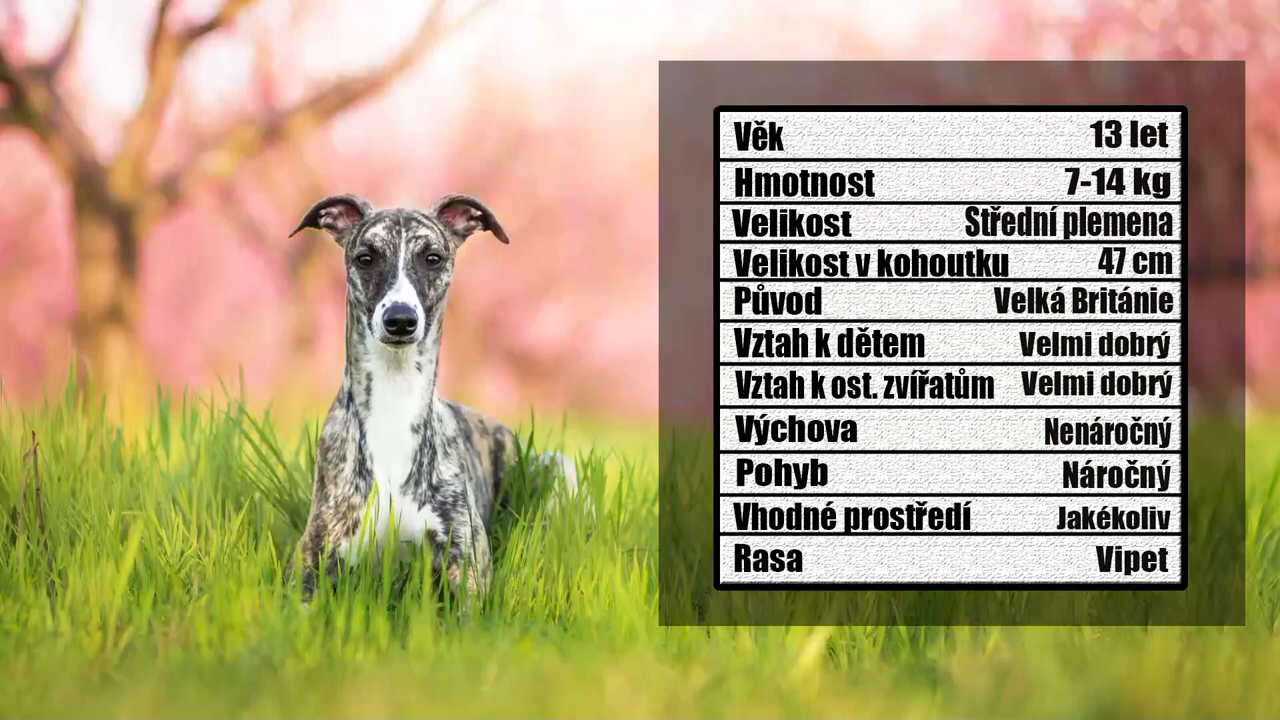 Věk 13 let
Hmotnost 7-14 kg
Velikost Střední plemena
Velikost v kohoutku 47 cm
Původ Velká Británie
Vztah k dětem Velmi dobrý
Vztah k ost. zvířatům Velmi dobrý
Výchova Nenáročný
Pohyb Náročný
Vhodné prostředí Jakékoliv
Rasa Vipet